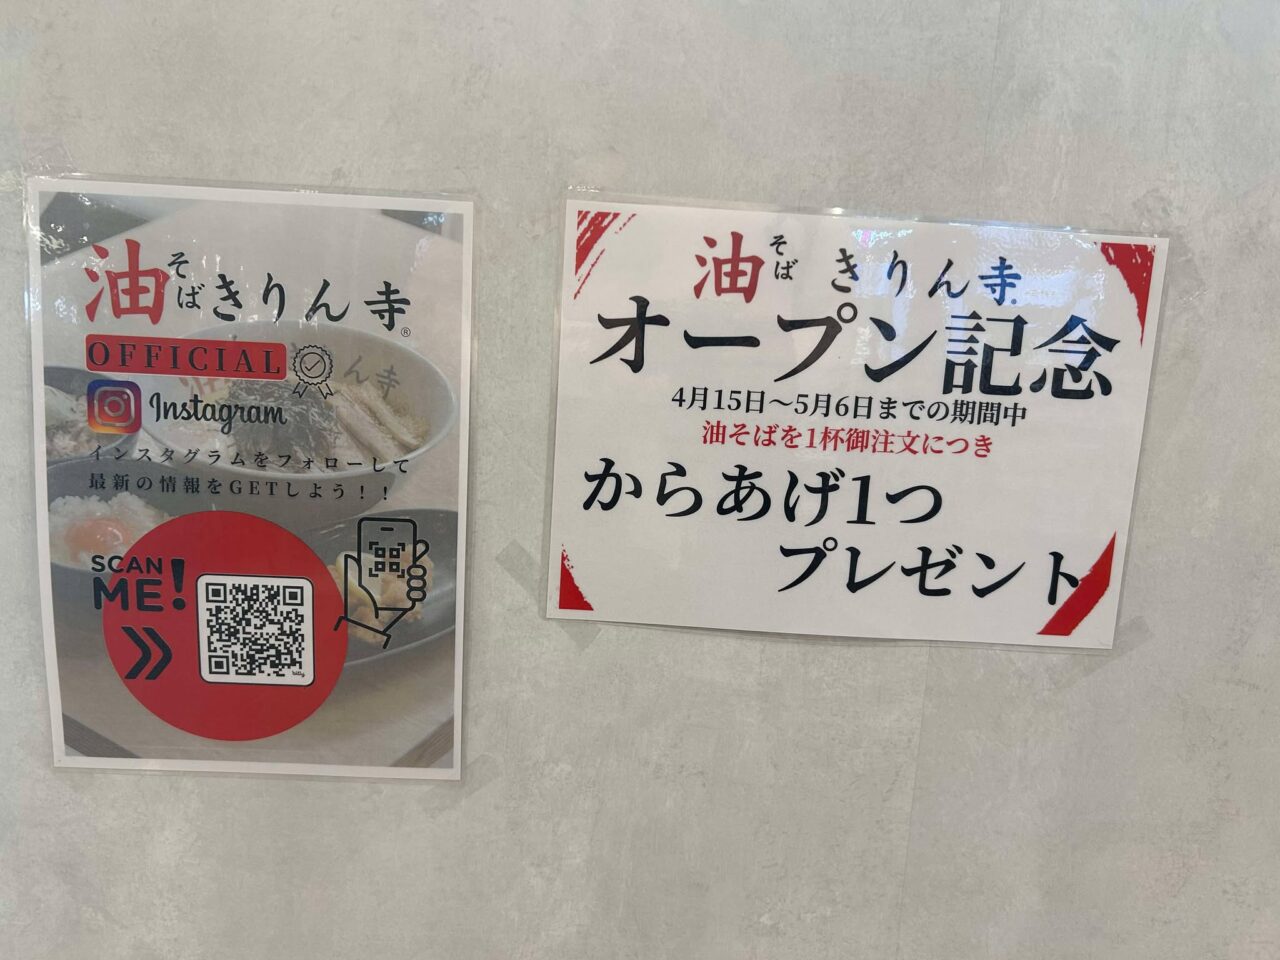 油そばきりん寺®
OFFICIAL
Instagram
インスタグラムをフォローして
最新の情報をGETしよう！！
SCAN
ME!
bitly
油そば きりん寺
オープン記念
4月15日～5月6日までの期間中
油そばを1杯御注文につき
からあげ1つ
プレゼント